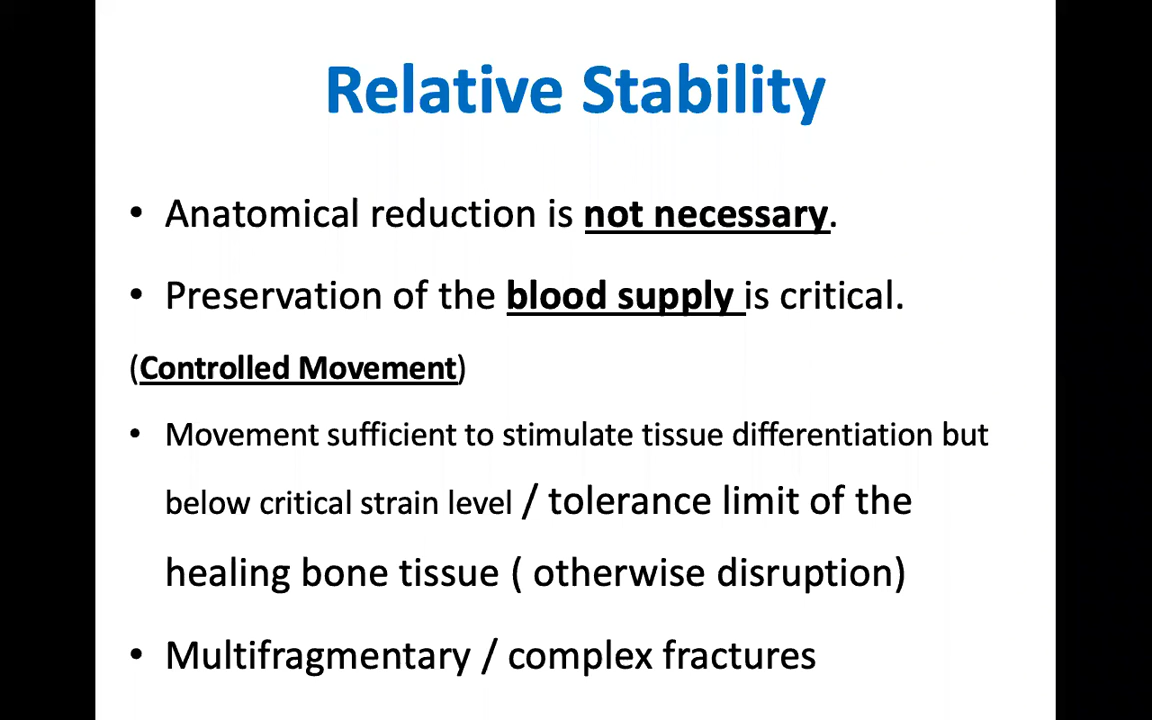 Relative Stability
• Anatomical reduction is not necessary.
• Preservation of the blood supply is critical.
(Controlled Movement)
• Movement sufficient to stimulate tissue differentiation but
below critical strain level / tolerance limit of the
healing bone tissue ( otherwise disruption)
• Multifragmentary / complex fractures